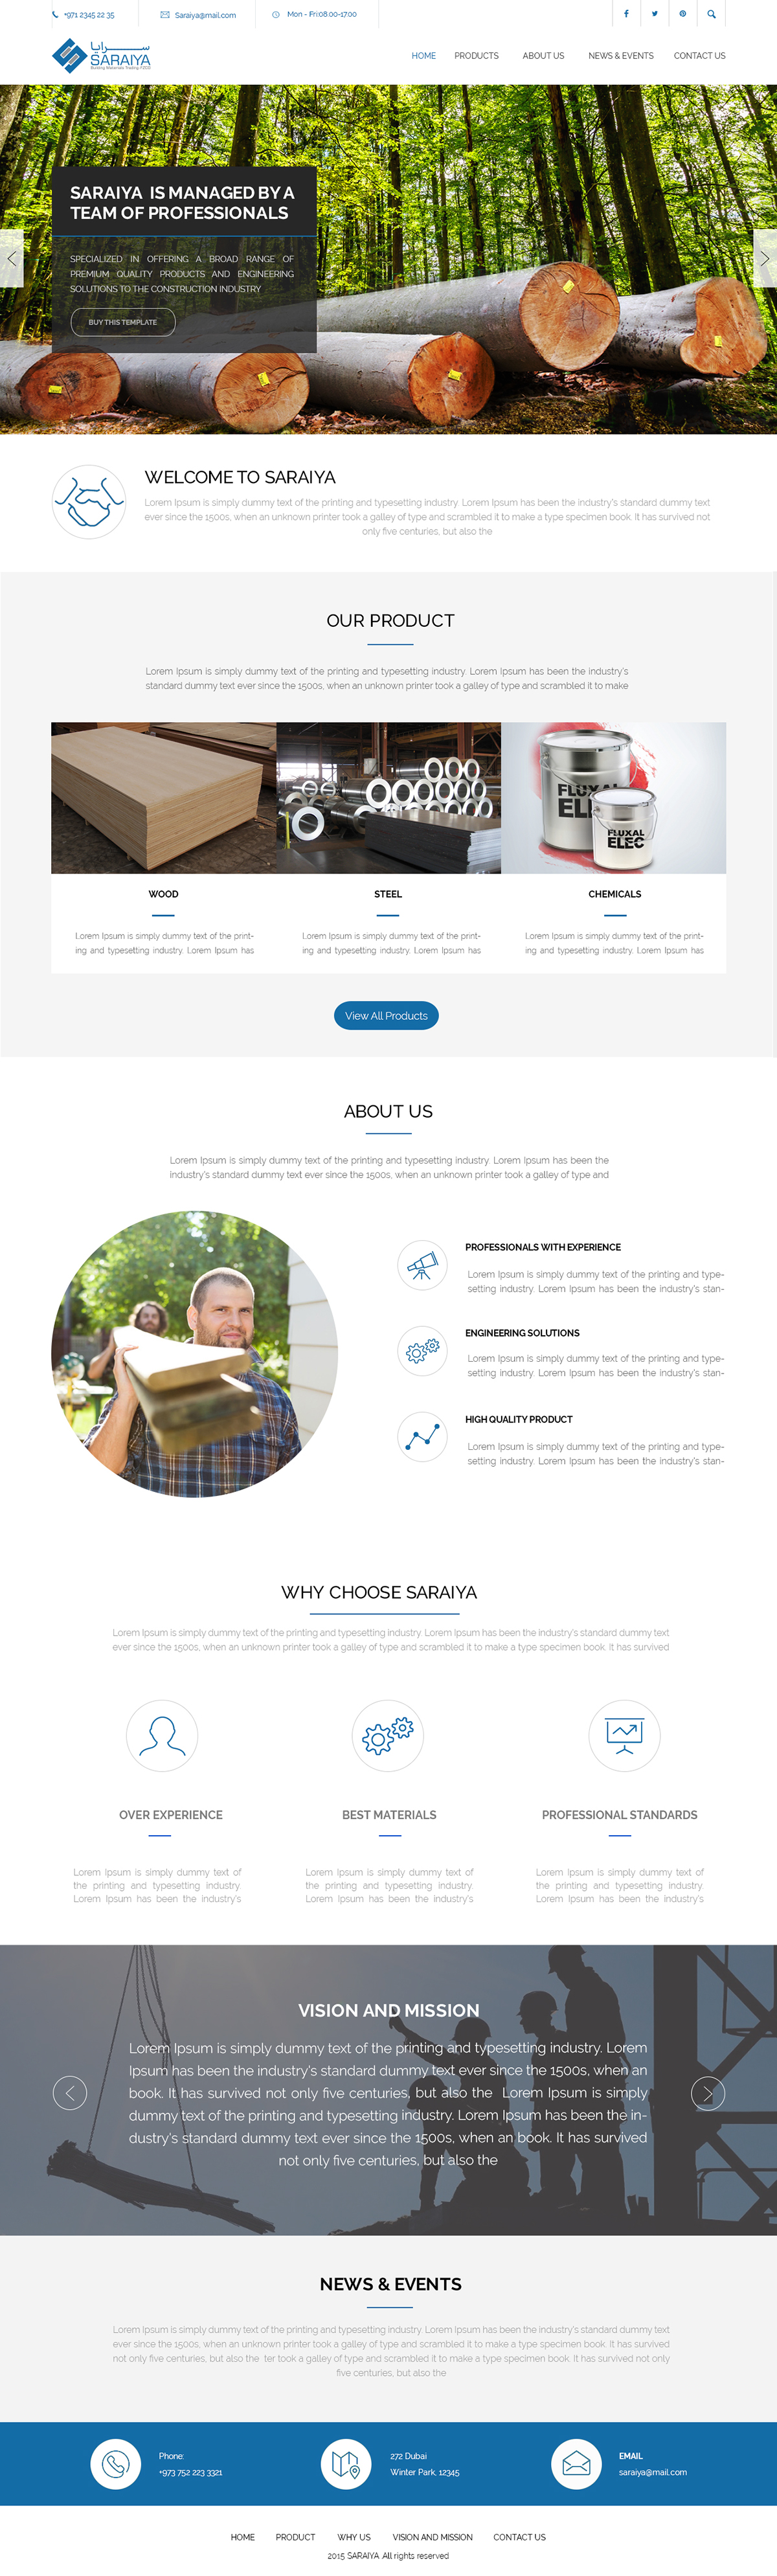 +971 2345 22 35
Saraiya@mail.com
Mon - Fri:08.00-17.00
سرايا
SARAIYA
Building Materials Trading FZCO
HOME PRODUCTS ABOUT US NEWS & EVENTS CONTACT US
SARAIYA IS MANAGED BY A
TEAM OF PROFESSIONALS
SPECIALIZED IN OFFERING A BROAD RANGE OF
PREMIUM QUALITY PRODUCTS AND ENGINEERING
SOLUTIONS TO THE CONSTRUCTION INDUSTRY
BUY THIS TEMPLATE
WELCOME TO SARAIYA
Lorem Ipsum is simply dummy text of the printing and typesetting industry. Lorem Ipsum has been the industry's standard dummy text
ever since the 1500s, when an unknown printer took a galley of type and scrambled it to make a type specimen book. It has survived not
only five centuries, but also the
OUR PRODUCT
Lorem Ipsum is simply dummy text of the printing and typesetting industry. Lorem Ipsum has been the industry's
standard dummy text ever since the 1500s, when an unknown printer took a galley of type and scrambled it to make
FLUXAL
ELEC
FLUXAL
ELEC
WOOD
Lorem Ipsum is simply dummy text of the print-
ing and typesetting industry. Lorem Ipsum has
STEEL
Lorem Ipsum is simply dummy text of the print-
ing and typesetting industry. Lorem Ipsum has
CHEMICALS
Lorem Ipsum is simply dummy text of the print-
ing and typesetting industry. Lorem Ipsum has
View All Products
ABOUT US
Lorem Ipsum is simply dummy text of the printing and typesetting industry. Lorem Ipsum has been the
industry's standard dummy text ever since the 1500s, when an unknown printer took a galley of type and
PROFESSIONALS WITH EXPERIENCE
Lorem Ipsum is simply dummy text of the printing and type-
setting industry. Lorem Ipsum has been the industry's stan-
ENGINEERING SOLUTIONS
Lorem Ipsum is simply dummy text of the printing and type-
setting industry. Lorem Ipsum has been the industry's stan-
HIGH QUALITY PRODUCT
Lorem Ipsum is simply dummy text of the printing and type-
setting industry. Lorem Ipsum has been the industry's stan-
WHY CHOOSE SARAIYA
Lorem Ipsum is simply dummy text of the printing and typesetting industry. Lorem Ipsum has been the industry's standard dummy text
ever since the 1500s, when an unknown printer took a galley of type and scrambled it to make a type specimen book. It has survived
OVER EXPERIENCE
Lorem Ipsum is simply dummy text of
the printing and typesetting industry.
Lorem Ipsum has been the industry's
BEST MATERIALS
Lorem Ipsum is simply dummy text of
the printing and typesetting industry.
Lorem Ipsum has been the industry's
PROFESSIONAL STANDARDS
Lorem Ipsum is simply dummy text of
the printing and typesetting industry.
Lorem Ipsum has been the industry's
VISION AND MISSION
Lorem Ipsum is simply dummy text of the printing and typesetting industry. Lorem
Ipsum has been the industry's standard dummy text ever since the 1500s, when an
book. It has survived not only five centuries, but also the Lorem Ipsum is simply
dummy text of the printing and typesetting industry. Lorem Ipsum has been the in-
dustry's standard dummy text ever since the 1500s, when an book. It has survived
not only five centuries, but also the
NEWS & EVENTS
Lorem Ipsum is simply dummy text of the printing and typesetting industry. Lorem Ipsum has been the industry's standard dummy text
ever since the 1500s, when an unknown printer took a galley of type and scrambled it to make a type specimen book. It has survived
not only five centuries, but also the ter took a galley of type and scrambled it to make a type specimen book. It has survived not only
five centuries, but also the
Phone:
+973 752 223 3321
272 Dubai
Winter Park, 12345
EMAIL
saraiya@mail.com
HOME PRODUCT WHY US VISION AND MISSION CONTACT US
2015 SARAIYA .All rights reserved